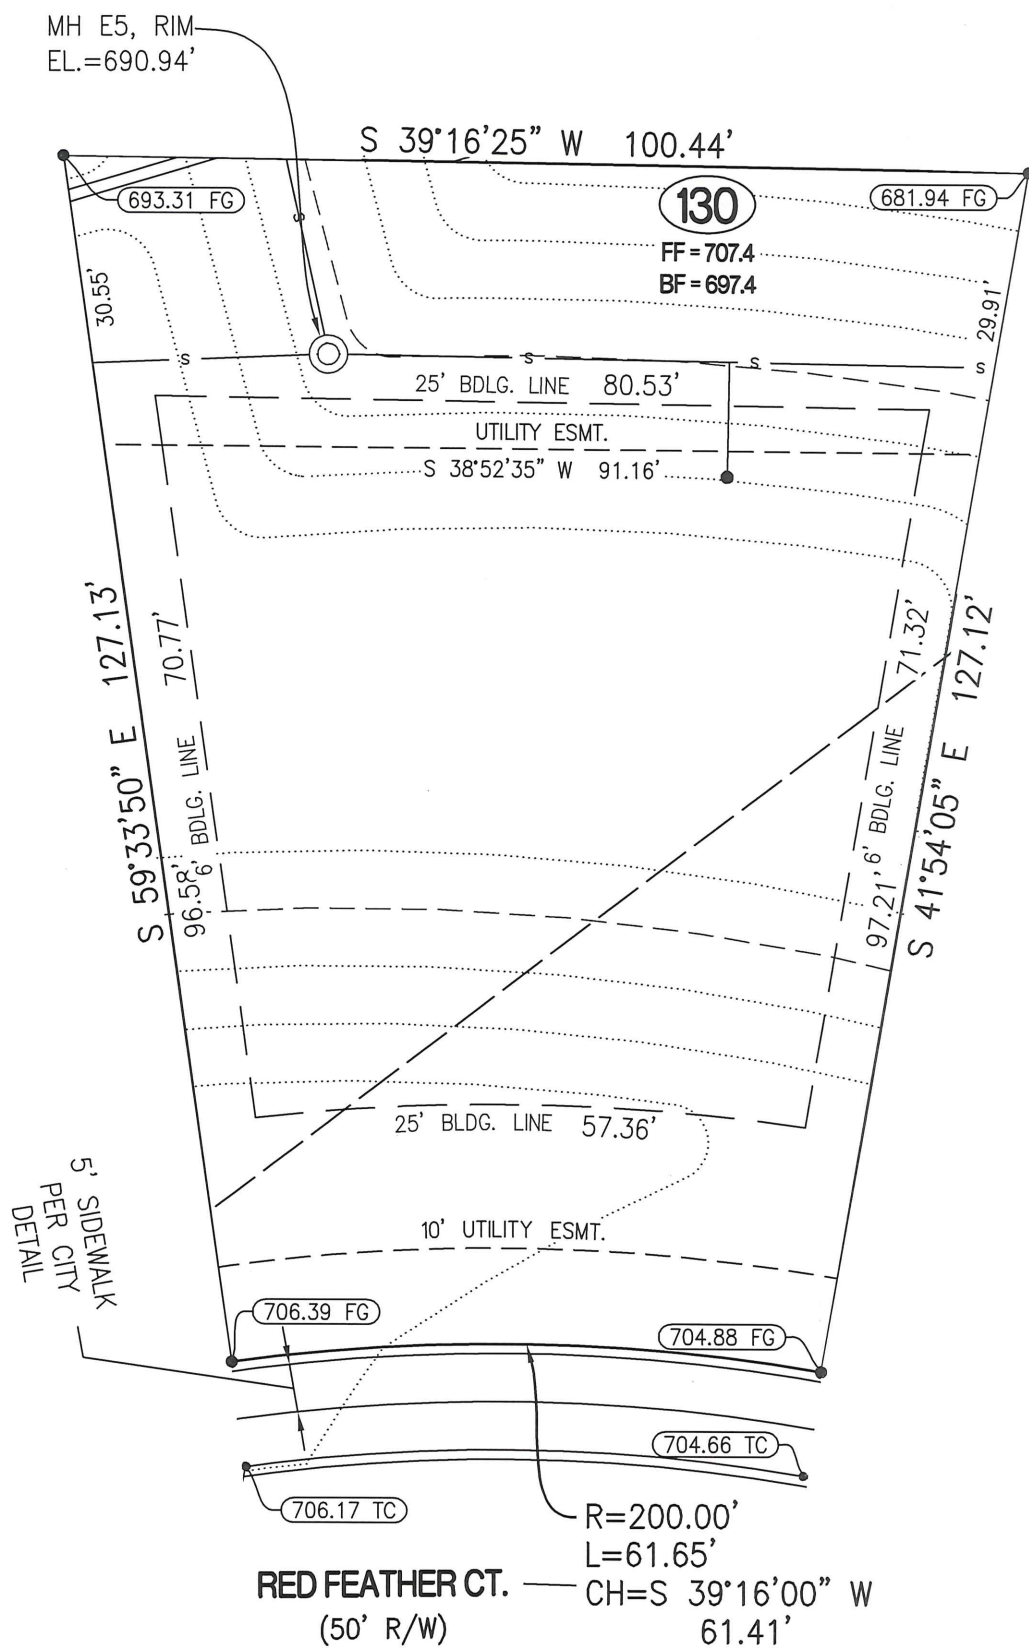 MH E5, RIM
EL.=690.94'
S 39°16'25" W 100.44'
693.31 FG
130
681.94 FG
FF = 707.4
BF = 697.4
30.55'
29.91'
S
S
S
S
S
25' BDLG. LINE 80.53'
UTILITY ESMT.
S 38°52'35" W 91.16'
S 59°33'50" E 127.13'
6' BDLG. LINE 70.77'
96.58'
71.32'
6' BDLG. LINE
97.21'
S 41°54'05" E 127.12'
25' BLDG. LINE 57.36'
5' SIDEWALK
PER CITY
DETAIL
10' UTILITY ESMT.
706.39 FG
704.88 FG
704.66 TC
706.17 TC
R=200.00'
L=61.65'
RED FEATHER CT.
CH=S 39°16'00" W
(50' R/W)
61.41'